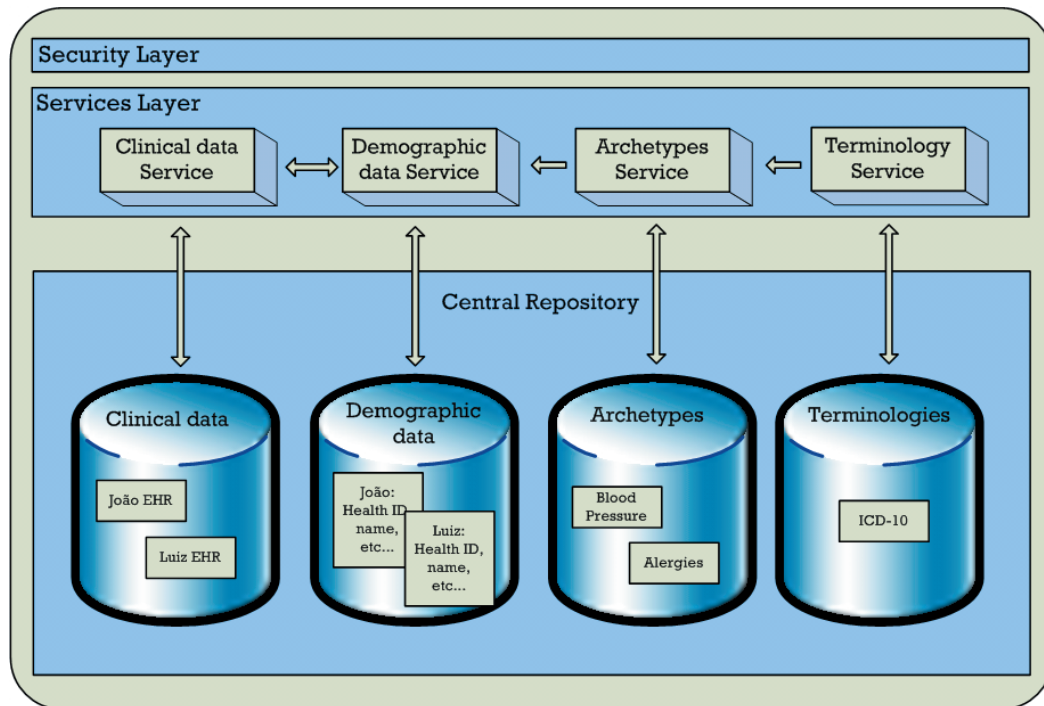 Security Layer
Services Layer
Clinical data
Service
Demographic
data Service
Archetypes
Service
Terminology
Service
Central Repository
Clinical data
João EHR
Luiz EHR
Demographic
data
João:
Health ID,
name,
etc...
Luiz:
Health ID,
name,
etc...
Archetypes
Blood
Pressure
Alergies
Terminologies
ICD-10